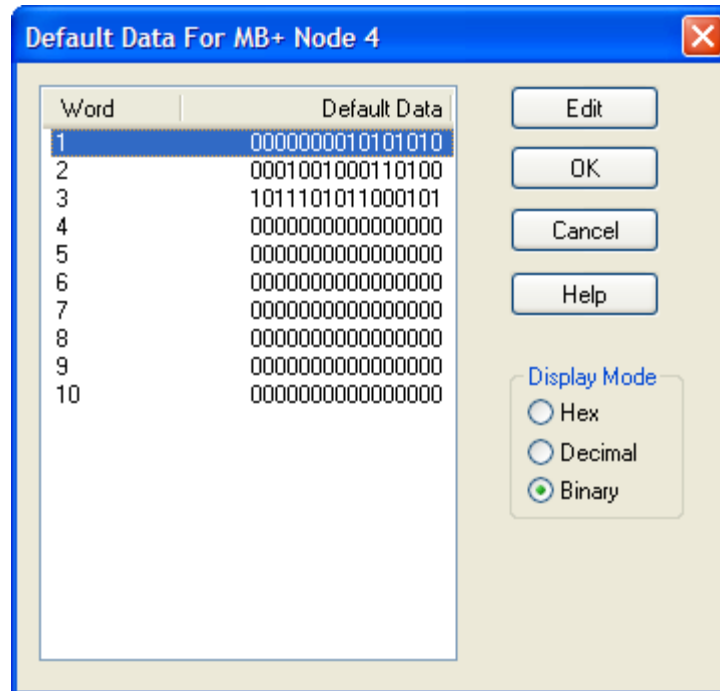 Default Data For MB+ Node 4
Word Default Data
1 0000000010101010
2 0001001000110100
3 1011101011000101
4 0000000000000000
5 0000000000000000
6 0000000000000000
7 0000000000000000
8 0000000000000000
9 0000000000000000
10 0000000000000000
Edit
OK
Cancel
Help
Display Mode
Hex
Decimal
Binary